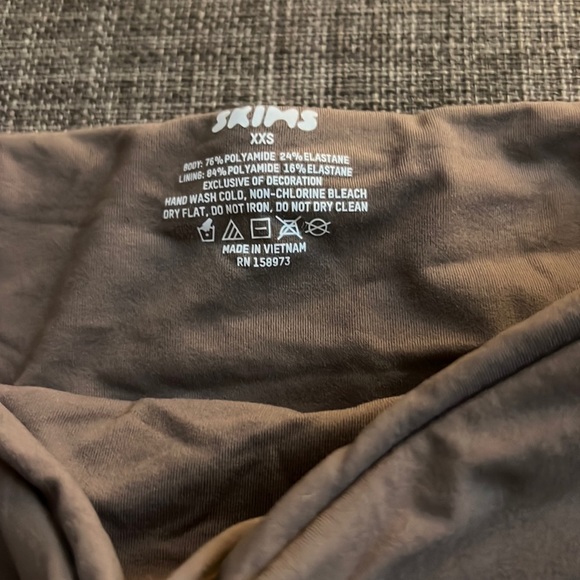 SKIMS
XXS
BODY: 76% POLYAMIDE 24% ELASTANE
LINING: 84% POLYAMIDE 16% ELASTANE
EXCLUSIVE OF DECORATION
HAND WASH COLD, NON-CHLORINE BLEACH
DRY FLAT, DO NOT IRON, DO NOT DRY CLEAN
MADE IN VIETNAM
RN 158973